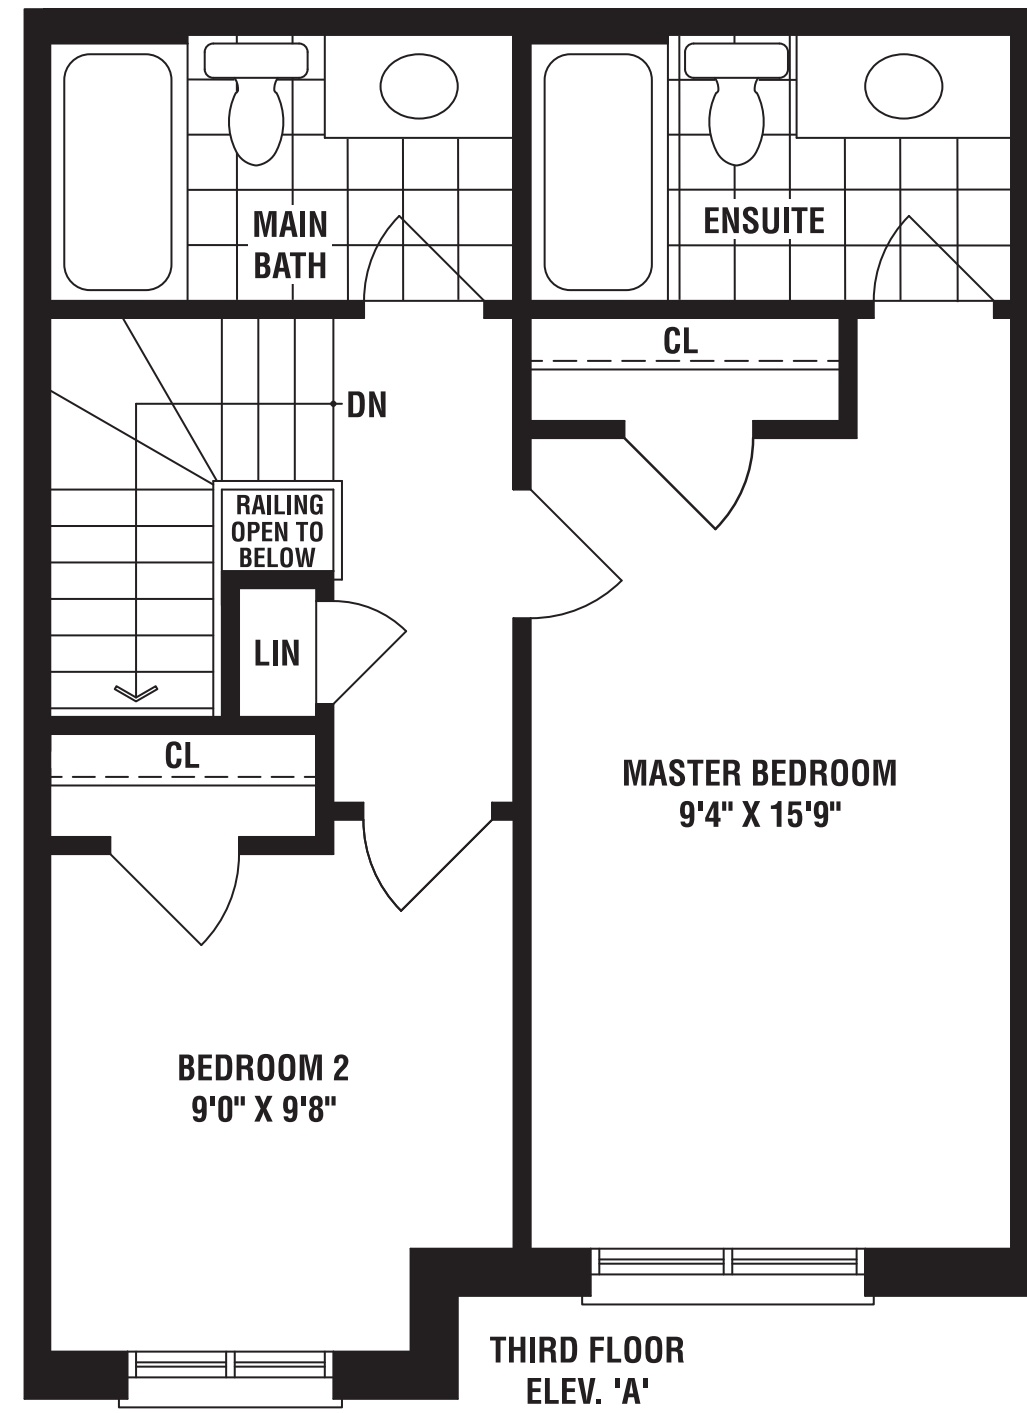 MAIN
BATH
ENSUITE
CL
DN
RAILING
OPEN TO
BELOW
LIN
CL
MASTER BEDROOM
9'4" X 15'9"
BEDROOM 2
9'0" X 9'8"
THIRD FLOOR
ELEV. 'A'